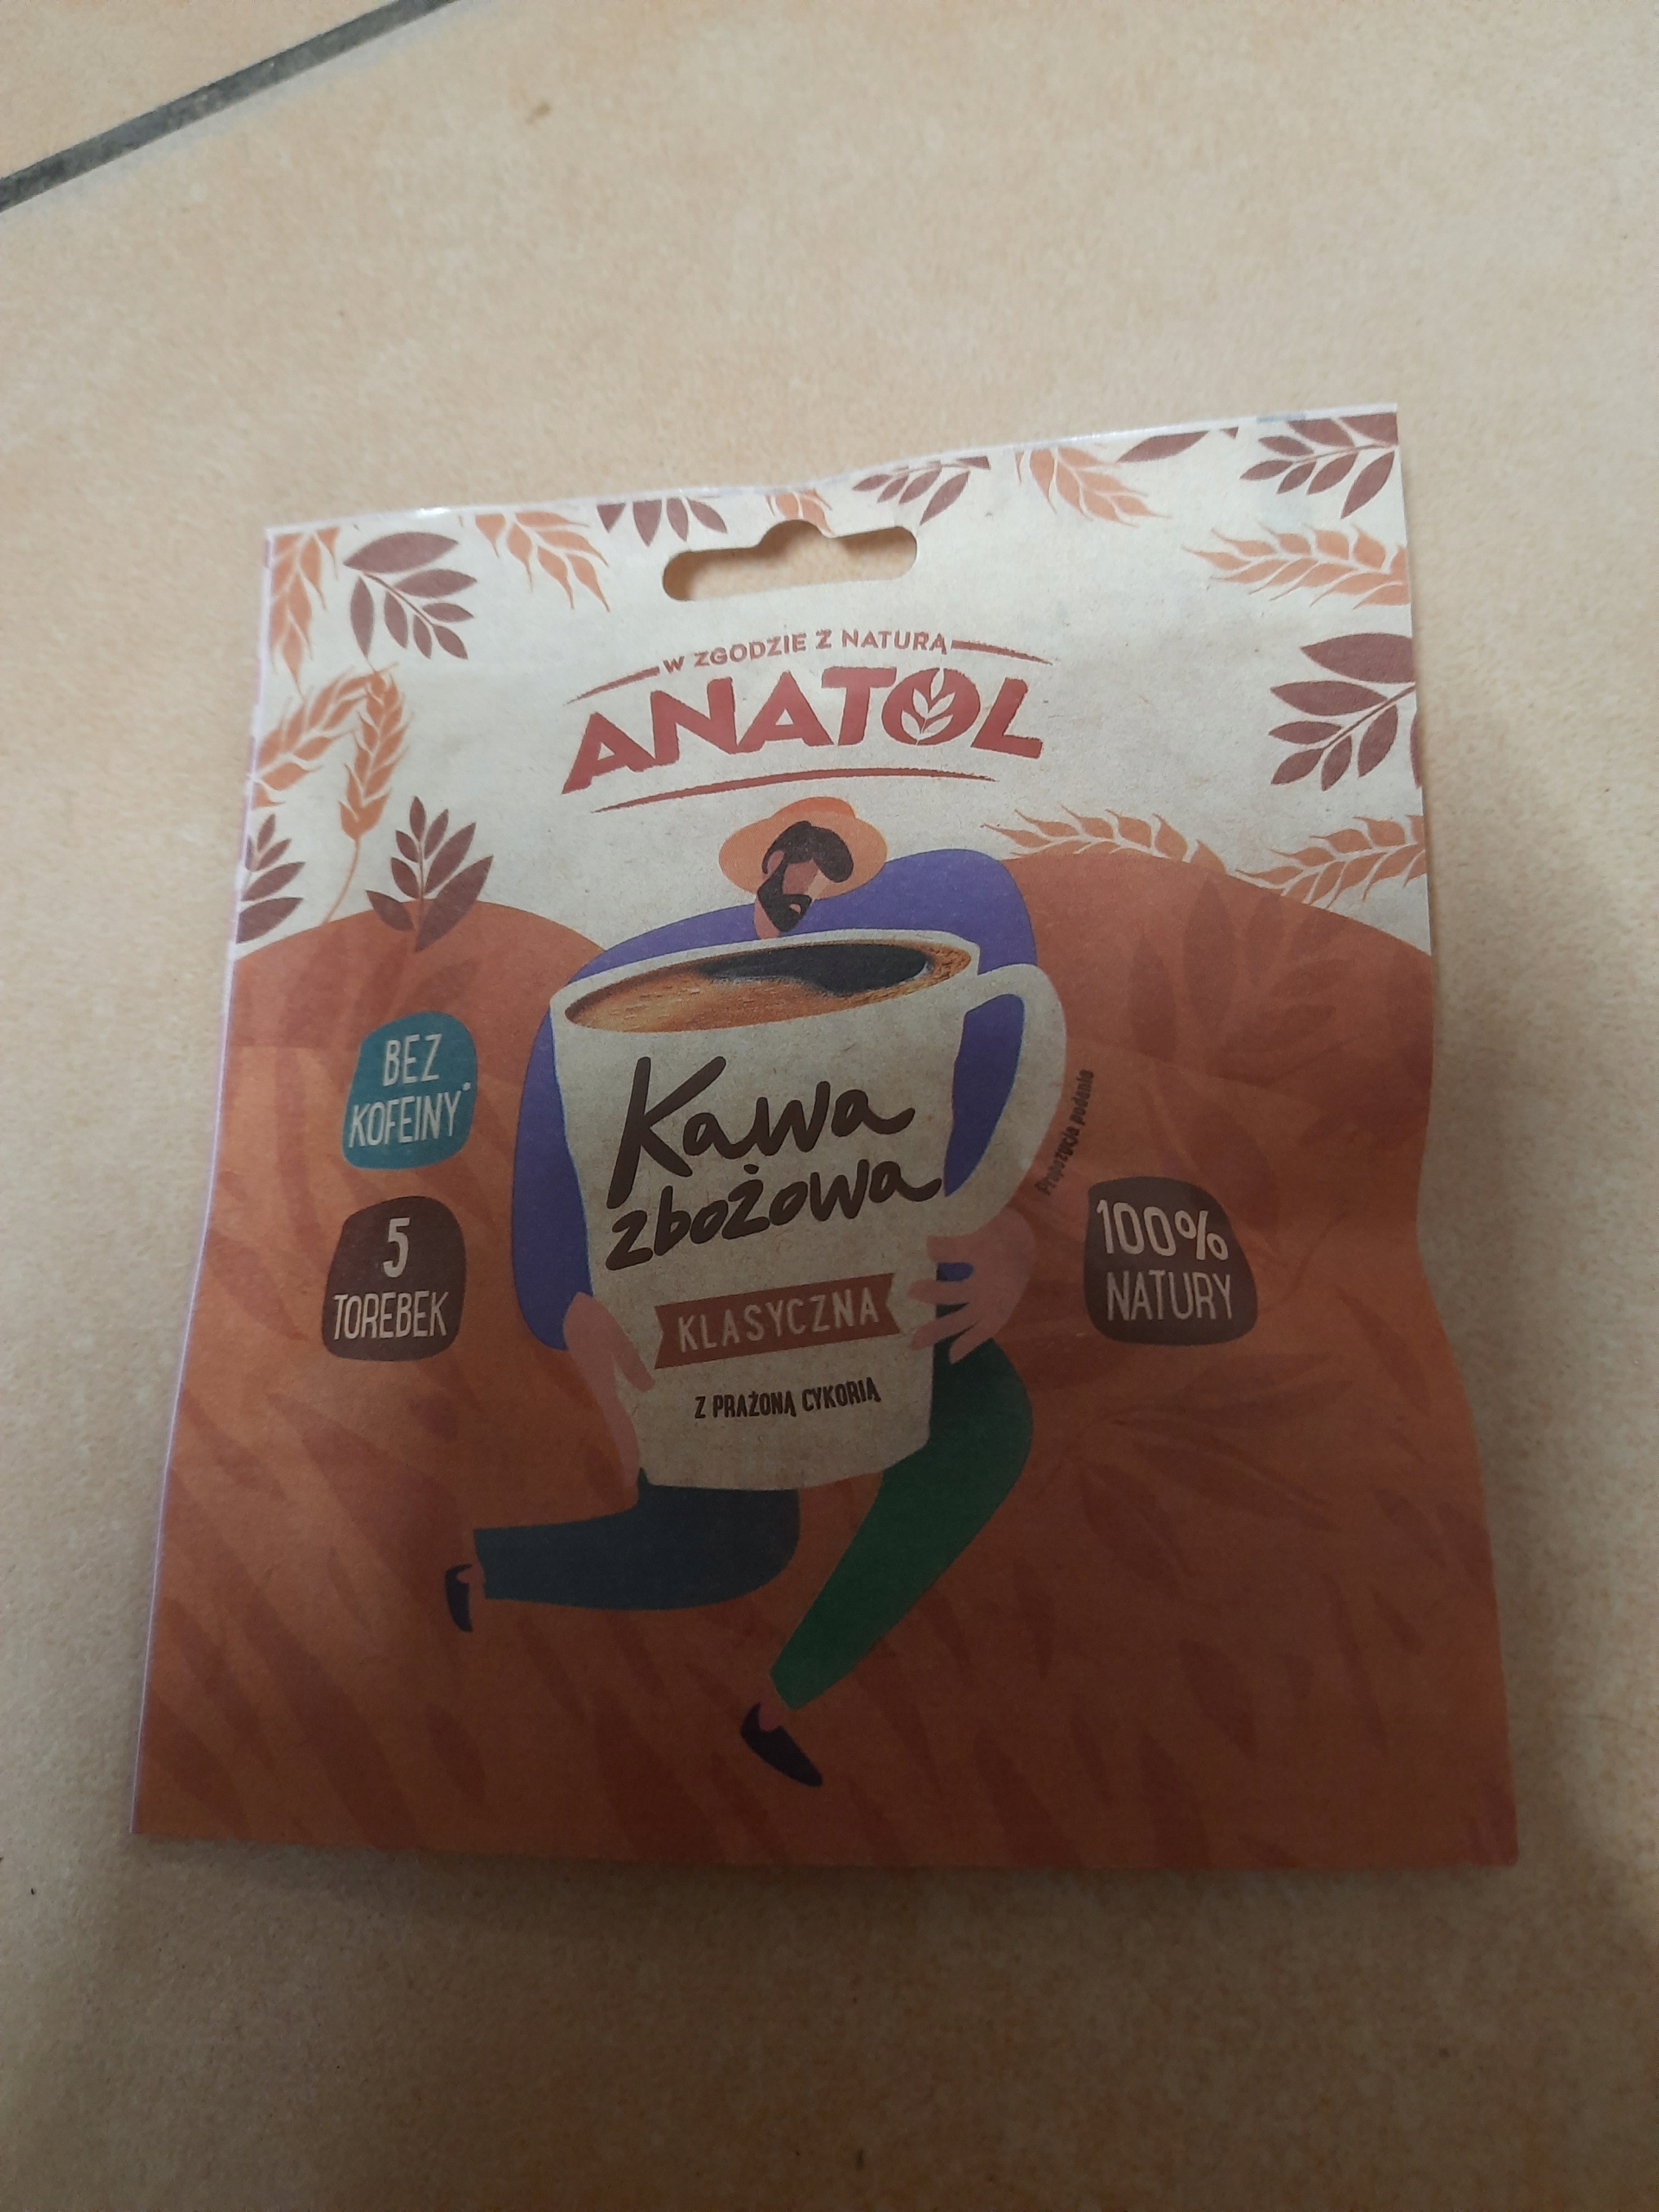 W ZGODZIE Z NATURĄ
ANATOL
BEZ
KOFEINY*
Kawa
zbożowa
Propozycja podania
5
TOREBEK
100%
NATURY
KLASYCZNA
Z PRAŻONĄ CYKORIĄ